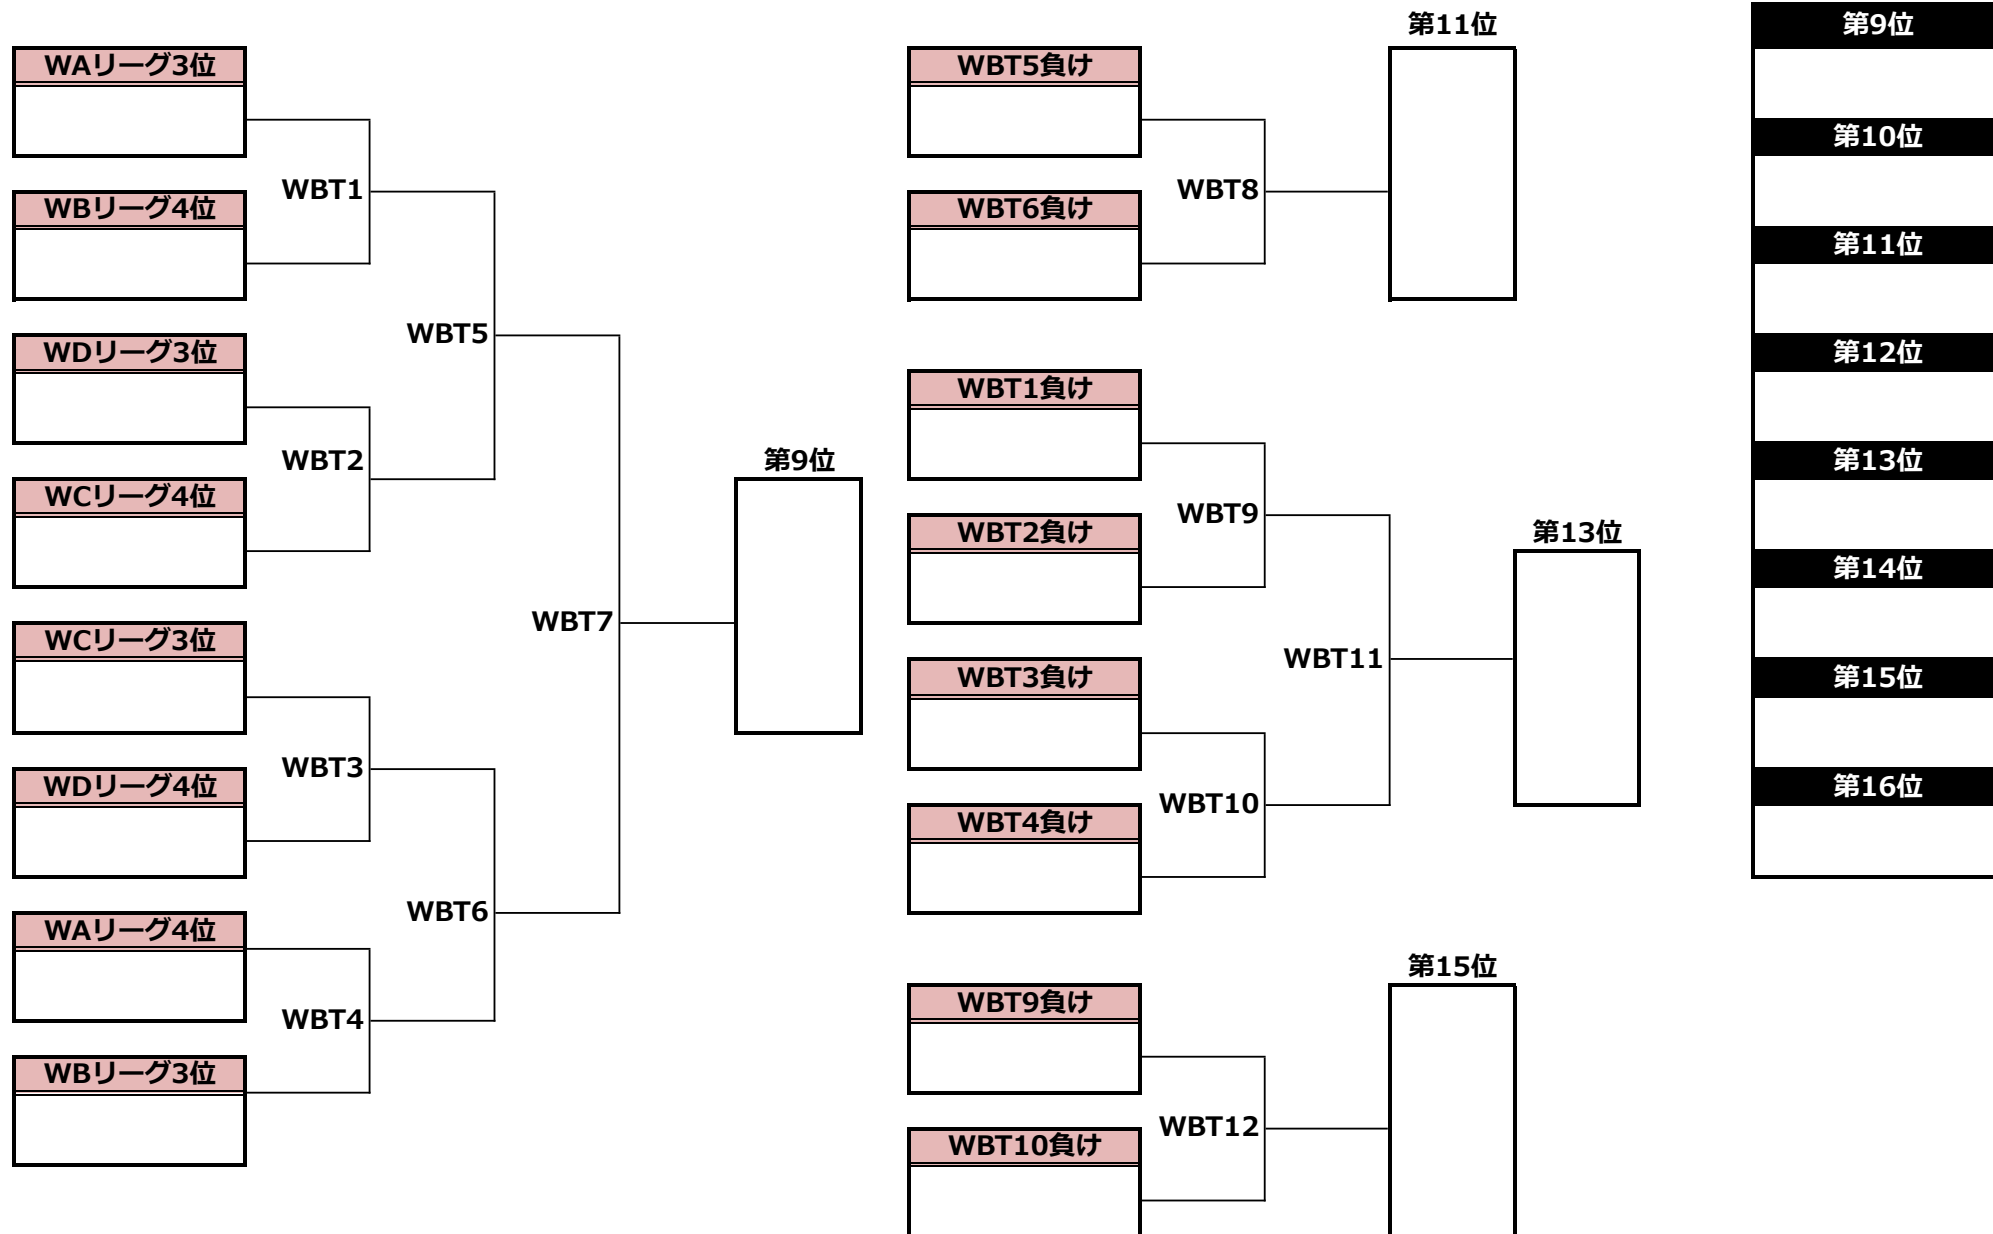 WAリーグ3位
WBT1
WBリーグ4位
WBT5
WDリーグ3位
WBT2
WCリーグ4位
WBT7
第9位
WCリーグ3位
WBT3
WDリーグ4位
WBT6
WAリーグ4位
WBT4
WBリーグ3位
第11位
WBT5負け
WBT8
WBT6負け
WBT1負け
WBT9
WBT2負け
第13位
WBT11
WBT3負け
WBT10
WBT4負け
第15位
WBT9負け
WBT12
WBT10負け
第9位
第10位
第11位
第12位
第13位
第14位
第15位
第16位